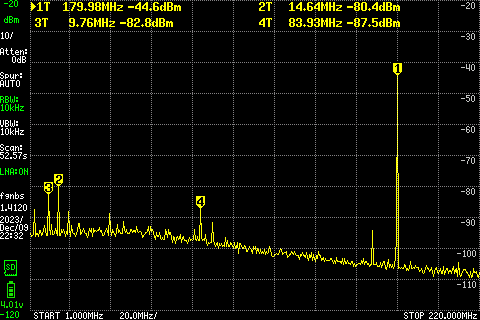 -20
dBm
10/
Atten:
0dB
Spur:
AUTO
RBW:
10kHz
VBW:
10kHz
Scan:
52.57s
LNA:ON
fgnbs
1.4120
2023/
Dec/09
22:32
SD
4.01v
-120
1T 179.98MHz -44.6dBm
2T 14.64MHz -80.4dBm
3T 9.76MHz -82.8dBm
4T 83.93MHz -87.5dBm
-20
-30
-40
-50
-60
-70
-80
-90
-100
-110
1
2
3
4
START 1.000MHz 20.0MHz/ STOP 220.000MHz